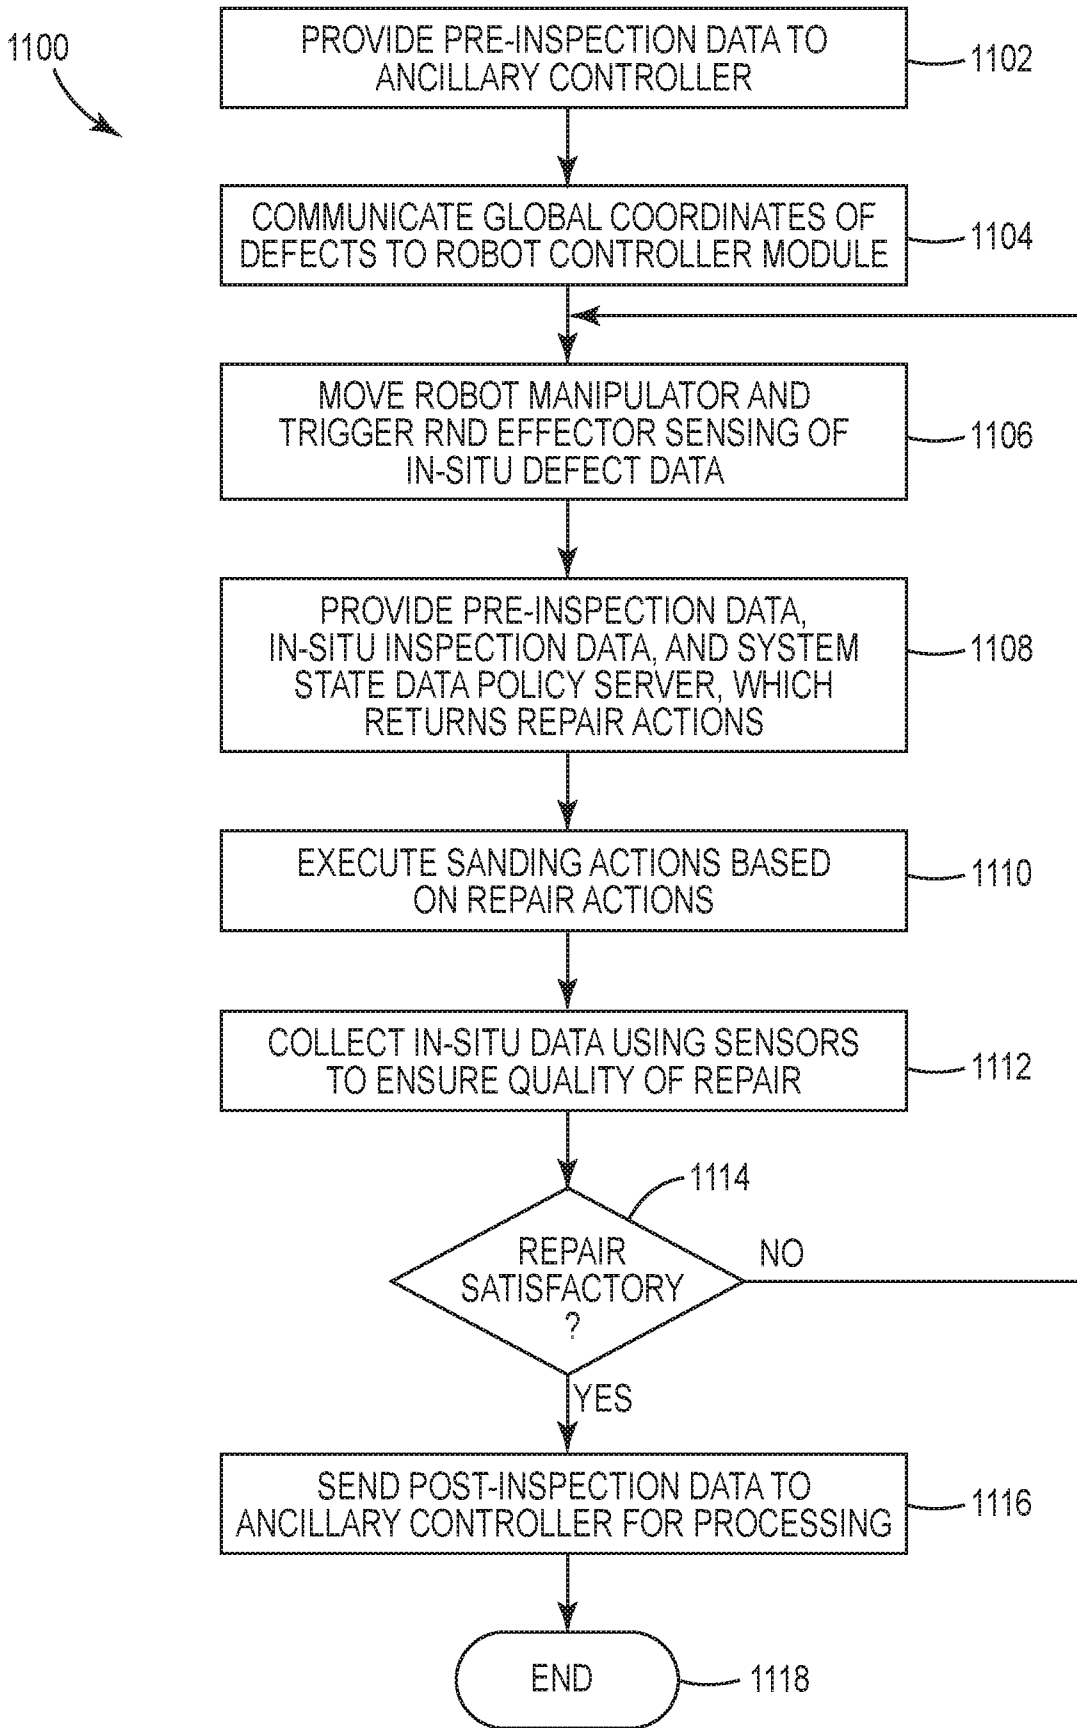 1100
PROVIDE PRE-INSPECTION DATA TO
ANCILLARY CONTROLLER
1102
COMMUNICATE GLOBAL COORDINATES OF
DEFECTS TO ROBOT CONTROLLER MODULE
1104
MOVE ROBOT MANIPULATOR AND
TRIGGER RND EFFECTOR SENSING OF
IN-SITU DEFECT DATA
1106
PROVIDE PRE-INSPECTION DATA,
IN-SITU INSPECTION DATA, AND SYSTEM
STATE DATA POLICY SERVER, WHICH
RETURNS REPAIR ACTIONS
1108
EXECUTE SANDING ACTIONS BASED
ON REPAIR ACTIONS
1110
COLLECT IN-SITU DATA USING SENSORS
TO ENSURE QUALITY OF REPAIR
1112
1114
REPAIR
SATISFACTORY
?
NO
YES
SEND POST-INSPECTION DATA TO
ANCILLARY CONTROLLER FOR PROCESSING
1116
END
1118